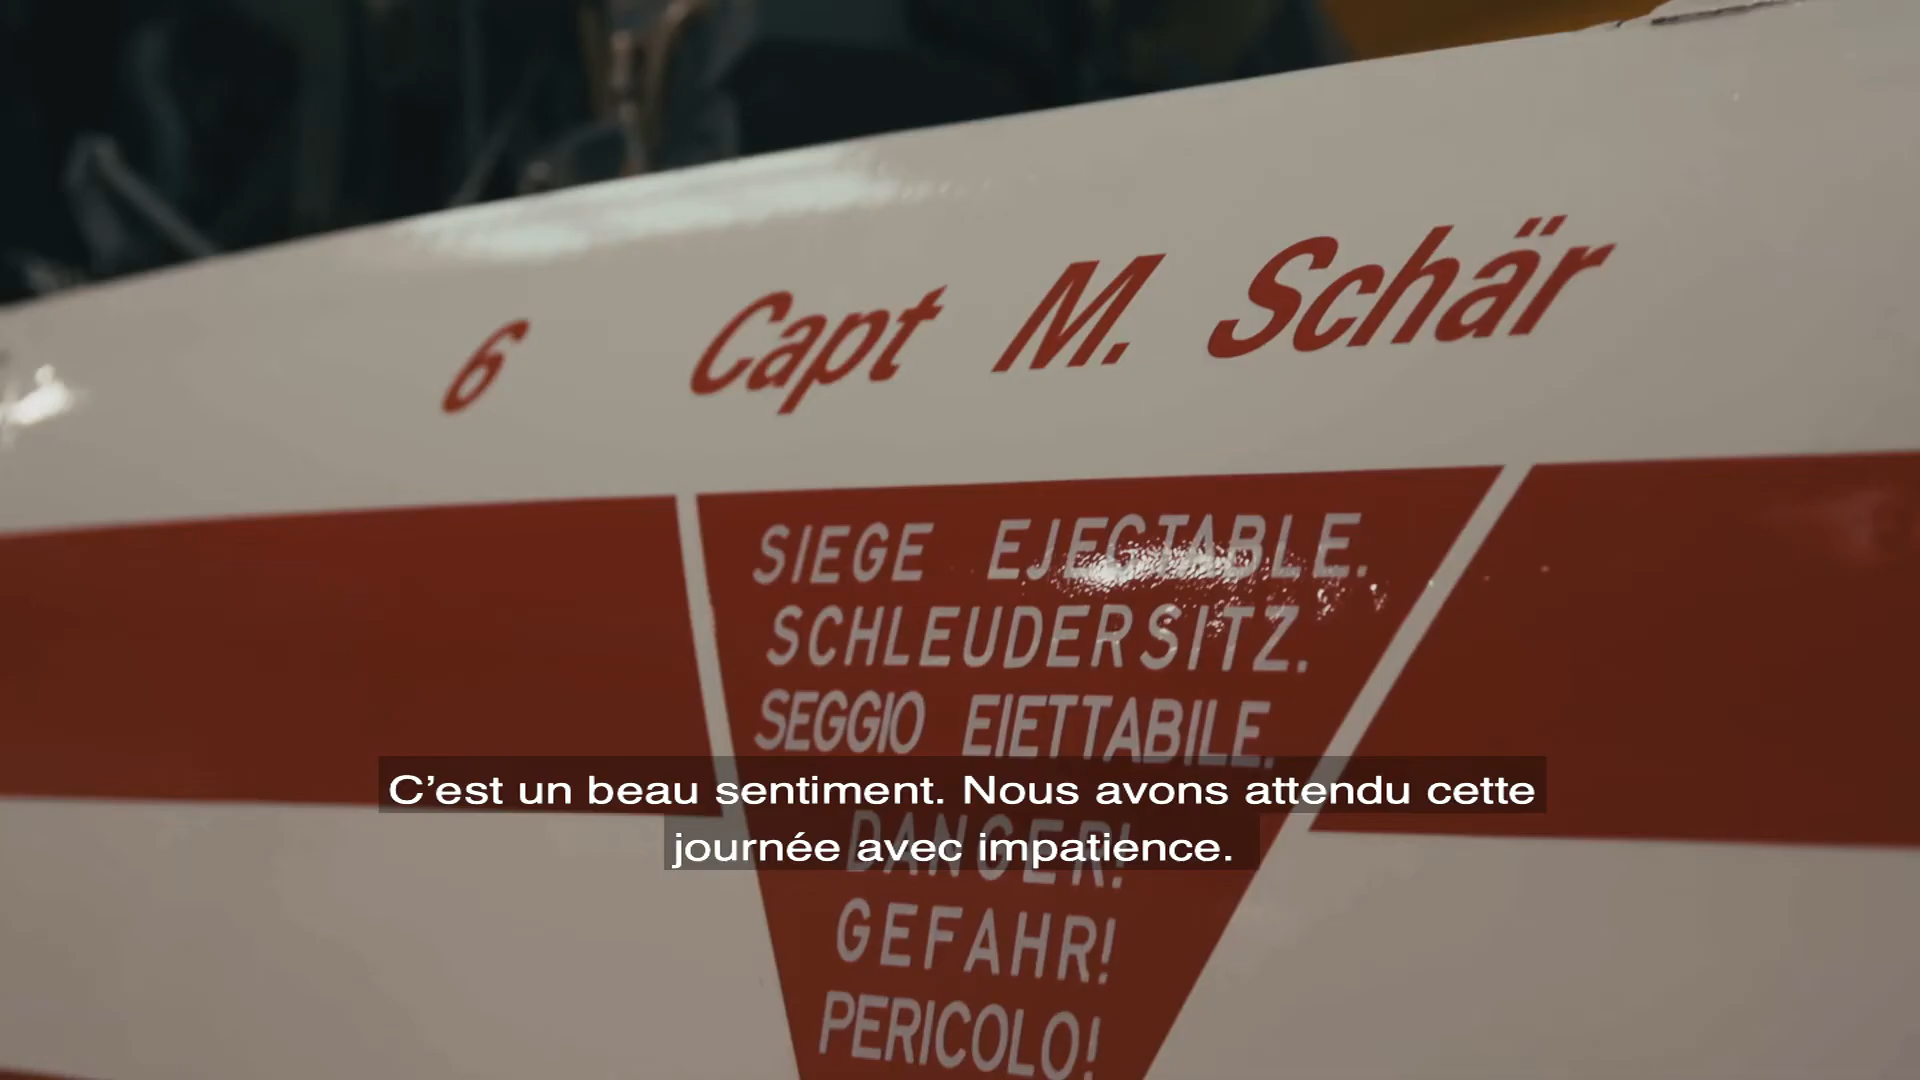 6 Capt M. Schär
SIEGE EJECTABLE.
SCHLEUDERSITZ.
SEGGIO EIETTABILE.
C’est un beau sentiment. Nous avons attendu cette
journée avec impatience.
DANGER!
GEFAHR!
PERICOLO!